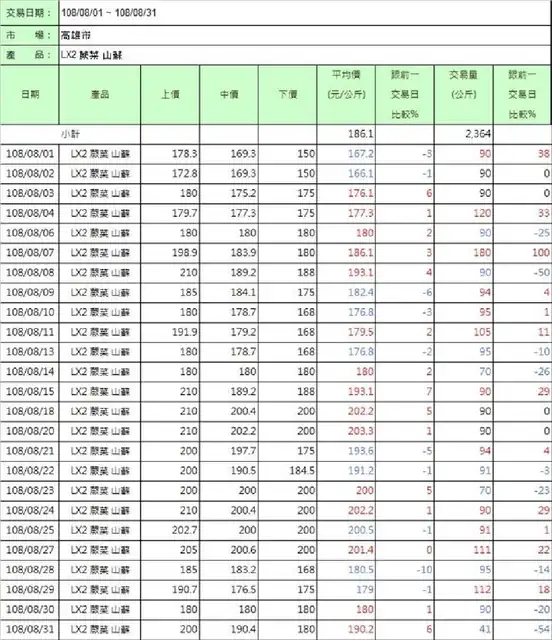 交易日期： 108/08/01 ~ 108/08/31
市 場： 高雄市
產 品： LX2 蕨菜 山蘇
日期 產品 上價 中價 下價 平均價 (元/公斤) 跟前一 交易日 比較% 交易量 (公斤) 跟前一 交易日 比較%
小計 186.1 2,364
108/08/01 LX2 蕨菜 山蘇 178.3 169.3 150 167.2 -3 90 38
108/08/02 LX2 蕨菜 山蘇 172.8 169.3 150 166.1 -1 90 0
108/08/03 LX2 蕨菜 山蘇 180 175.2 175 176.1 6 90 0
108/08/04 LX2 蕨菜 山蘇 179.7 177.3 175 177.3 1 120 33
108/08/06 LX2 蕨菜 山蘇 180 180 180 180 2 90 -25
108/08/07 LX2 蕨菜 山蘇 198.9 183.9 180 186.1 3 180 100
108/08/08 LX2 蕨菜 山蘇 210 189.2 188 193.1 4 90 -50
108/08/09 LX2 蕨菜 山蘇 185 184.1 175 182.4 -6 94 4
108/08/10 LX2 蕨菜 山蘇 180 178.7 168 176.8 -3 95 1
108/08/11 LX2 蕨菜 山蘇 191.9 179.2 168 179.5 2 105 11
108/08/13 LX2 蕨菜 山蘇 180 178.7 168 176.8 -2 95 -10
108/08/14 LX2 蕨菜 山蘇 180 180 180 180 2 70 -26
108/08/15 LX2 蕨菜 山蘇 210 189.2 188 193.1 7 90 29
108/08/18 LX2 蕨菜 山蘇 210 200.4 200 202.2 5 90 0
108/08/20 LX2 蕨菜 山蘇 210 202.2 200 203.3 1 90 0
108/08/21 LX2 蕨菜 山蘇 200 197.7 175 193.6 -5 94 4
108/08/22 LX2 蕨菜 山蘇 200 190.5 184.5 191.2 -1 91 -3
108/08/23 LX2 蕨菜 山蘇 200 200 200 200 5 70 -23
108/08/24 LX2 蕨菜 山蘇 210 200.4 200 202.2 1 90 29
108/08/25 LX2 蕨菜 山蘇 202.7 200 200 200.5 -1 91 1
108/08/27 LX2 蕨菜 山蘇 205 200.6 200 201.4 0 111 22
108/08/28 LX2 蕨菜 山蘇 185 183.2 168 180.5 -10 95 -14
108/08/29 LX2 蕨菜 山蘇 190.7 176.5 175 179 -1 112 18
108/08/30 LX2 蕨菜 山蘇 180 180 180 180 1 90 -20
108/08/31 LX2 蕨菜 山蘇 200 190.4 180 190.2 6 41 -54